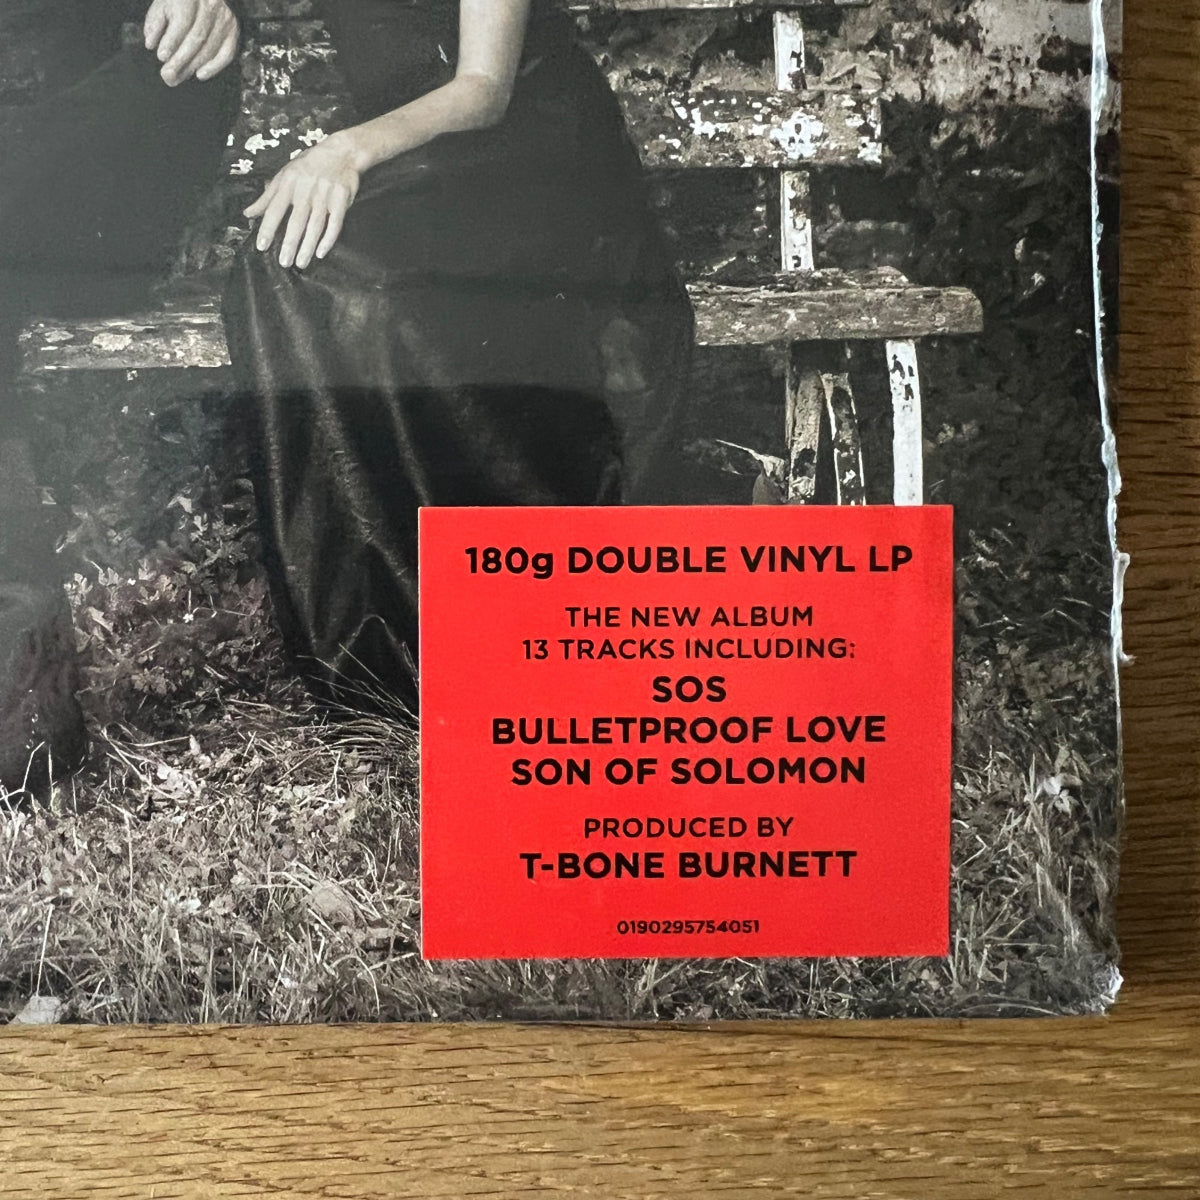 180g DOUBLE VINYL LP
THE NEW ALBUM
13 TRACKS INCLUDING:
SOS
BULLETPROOF LOVE
SON OF SOLOMON
PRODUCED BY
T-BONE BURNETT
0190295754051